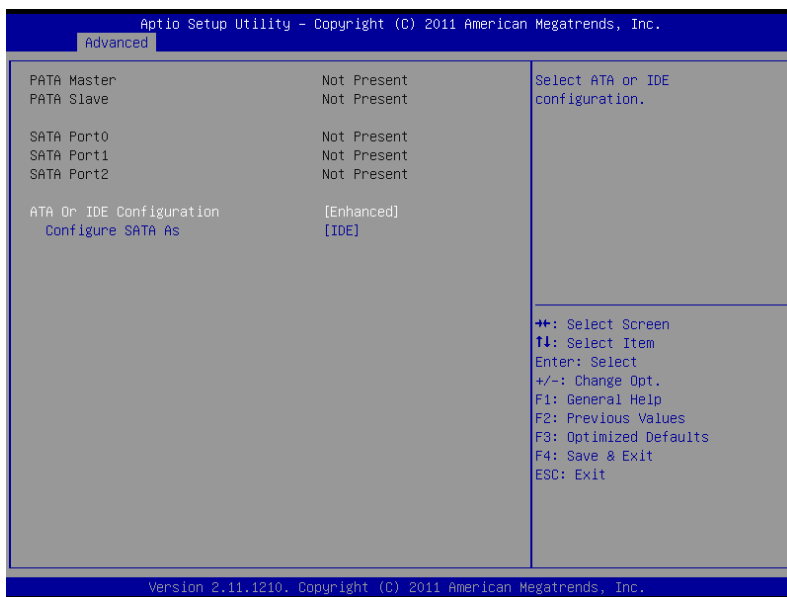 Aptio Setup Utility – Copyright (C) 2011 American Megatrends, Inc.
Advanced
PATA Master Not Present
PATA Slave Not Present
SATA Port0 Not Present
SATA Port1 Not Present
SATA Port2 Not Present
ATA Or IDE Configuration [Enhanced]
Configure SATA As [IDE]
Select ATA or IDE
configuration.
→←: Select Screen
↑↓: Select Item
Enter: Select
+/-: Change Opt.
F1: General Help
F2: Previous Values
F3: Optimized Defaults
F4: Save & Exit
ESC: Exit
Version 2.11.1210. Copyright (C) 2011 American Megatrends, Inc.